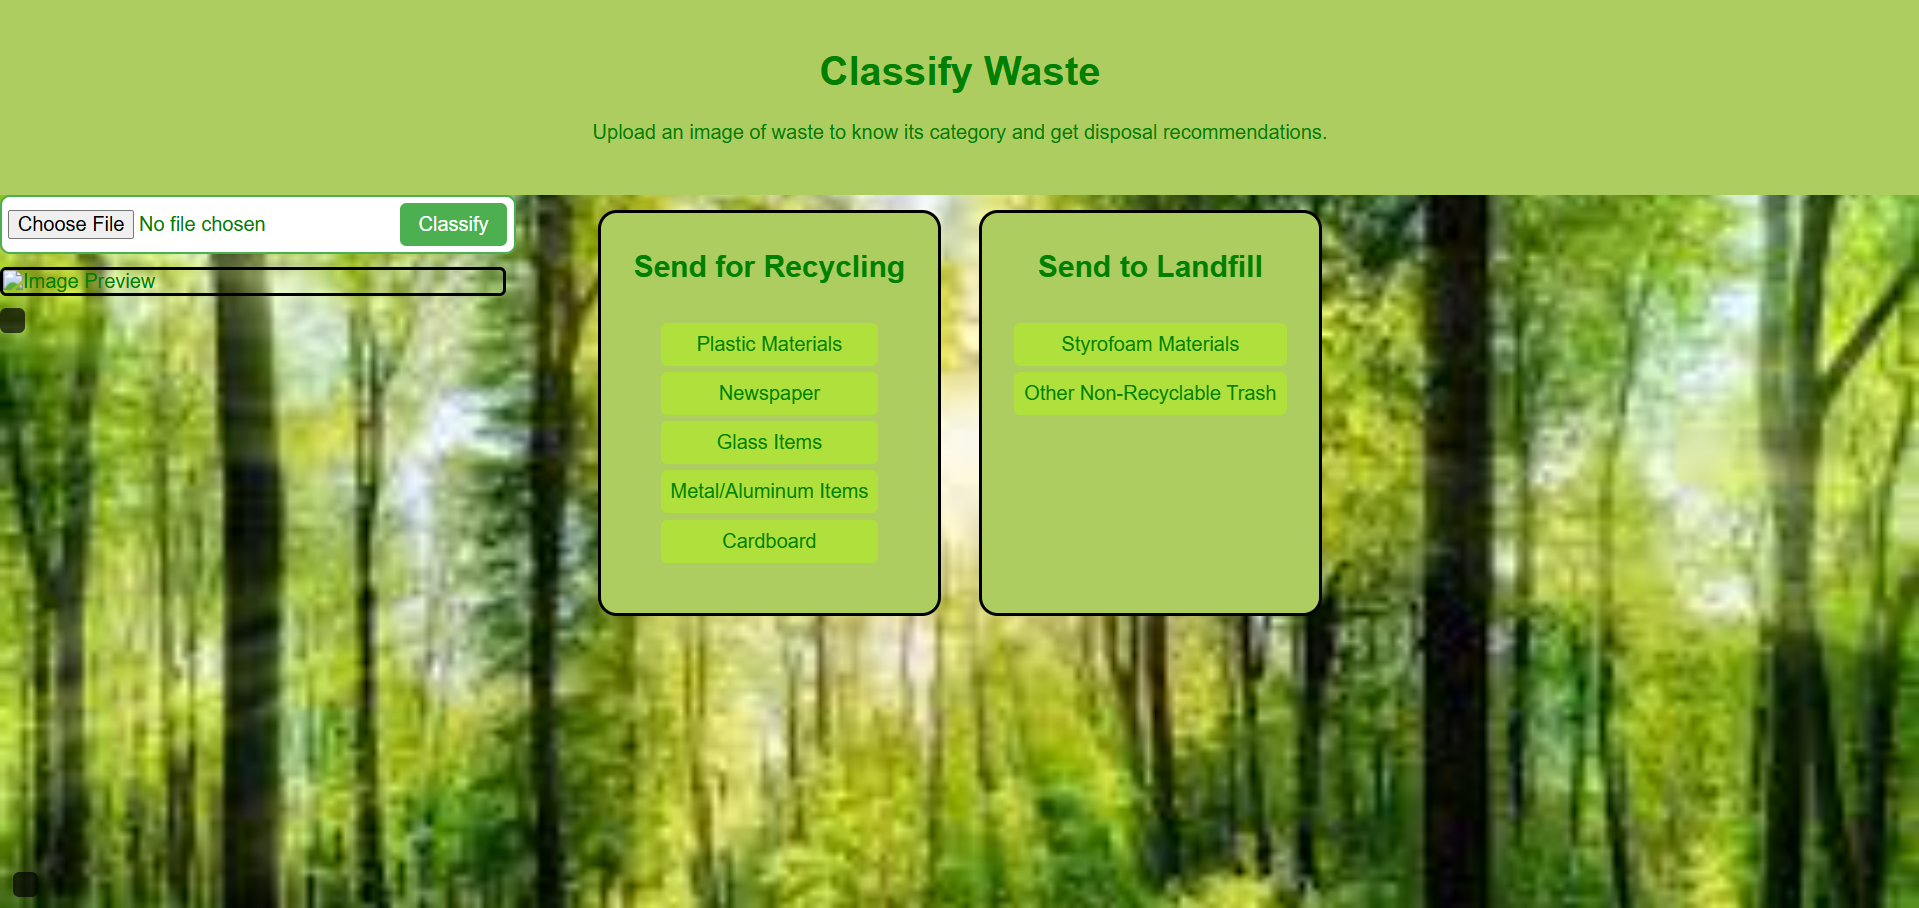 Classify Waste
Upload an image of waste to know its category and get disposal recommendations.
Choose File No file chosen Classify
Image Preview
Send for Recycling
Plastic Materials
Newspaper
Glass Items
Metal/Aluminum Items
Cardboard
Send to Landfill
Styrofoam Materials
Other Non-Recyclable Trash